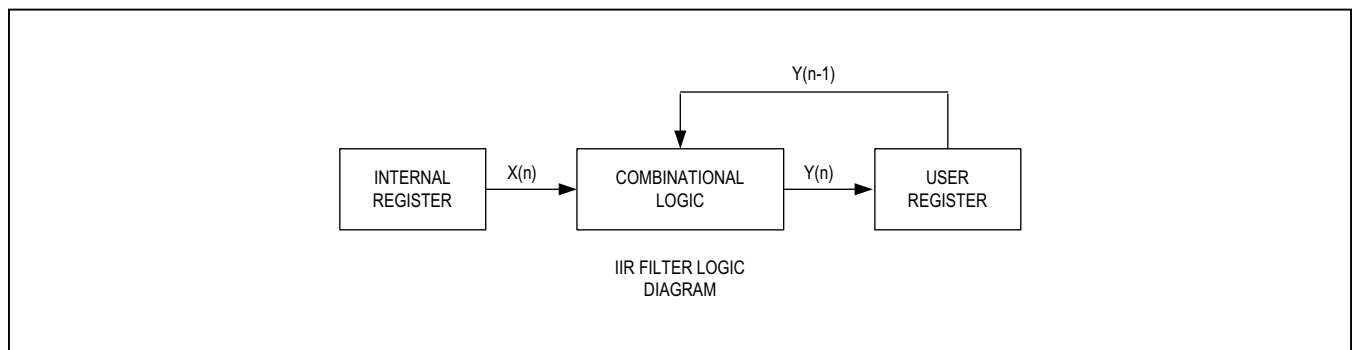 Y(n-1)
INTERNAL
REGISTER
X(n)
COMBINATIONAL
LOGIC
Y(n)
USER
REGISTER
IIR FILTER LOGIC
DIAGRAM